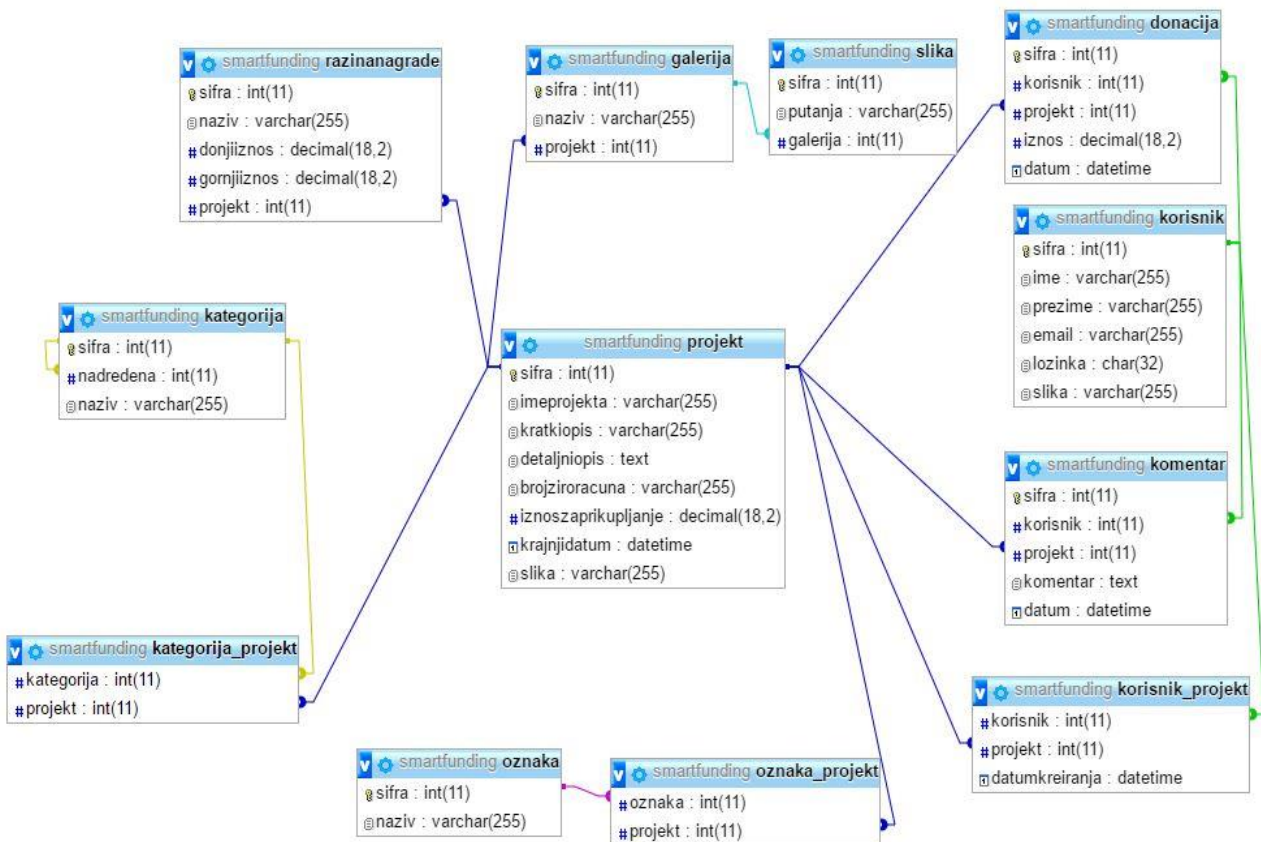 smartfunding razinanagrade
sifra : int(11)
naziv : varchar(255)
donjiiznos : decimal(18,2)
gornjiiznos : decimal(18,2)
projekt : int(11)
smartfunding galerija
sifra : int(11)
naziv : varchar(255)
projekt : int(11)
smartfunding slika
sifra : int(11)
putanja : varchar(255)
galerija : int(11)
smartfunding donacija
sifra : int(11)
korisnik : int(11)
projekt : int(11)
iznos : decimal(18,2)
datum : datetime
smartfunding korisnik
sifra : int(11)
ime : varchar(255)
prezime : varchar(255)
email : varchar(255)
lozinka : char(32)
slika : varchar(255)
smartfunding kategorija
sifra : int(11)
nadredena : int(11)
naziv : varchar(255)
smartfunding projekt
sifra : int(11)
imeprojekta : varchar(255)
kratkiopis : varchar(255)
detaljniopis : text
brojziroracuna : varchar(255)
iznoszaprikupljanje : decimal(18,2)
krajnjidatum : datetime
slika : varchar(255)
smartfunding komentar
sifra : int(11)
korisnik : int(11)
projekt : int(11)
komentar : text
datum : datetime
smartfunding kategorija_projekt
kategorija : int(11)
projekt : int(11)
smartfunding korisnik_projekt
korisnik : int(11)
projekt : int(11)
datumkreiranja : datetime
smartfunding oznaka
sifra : int(11)
naziv : varchar(255)
smartfunding oznaka_projekt
oznaka : int(11)
projekt : int(11)